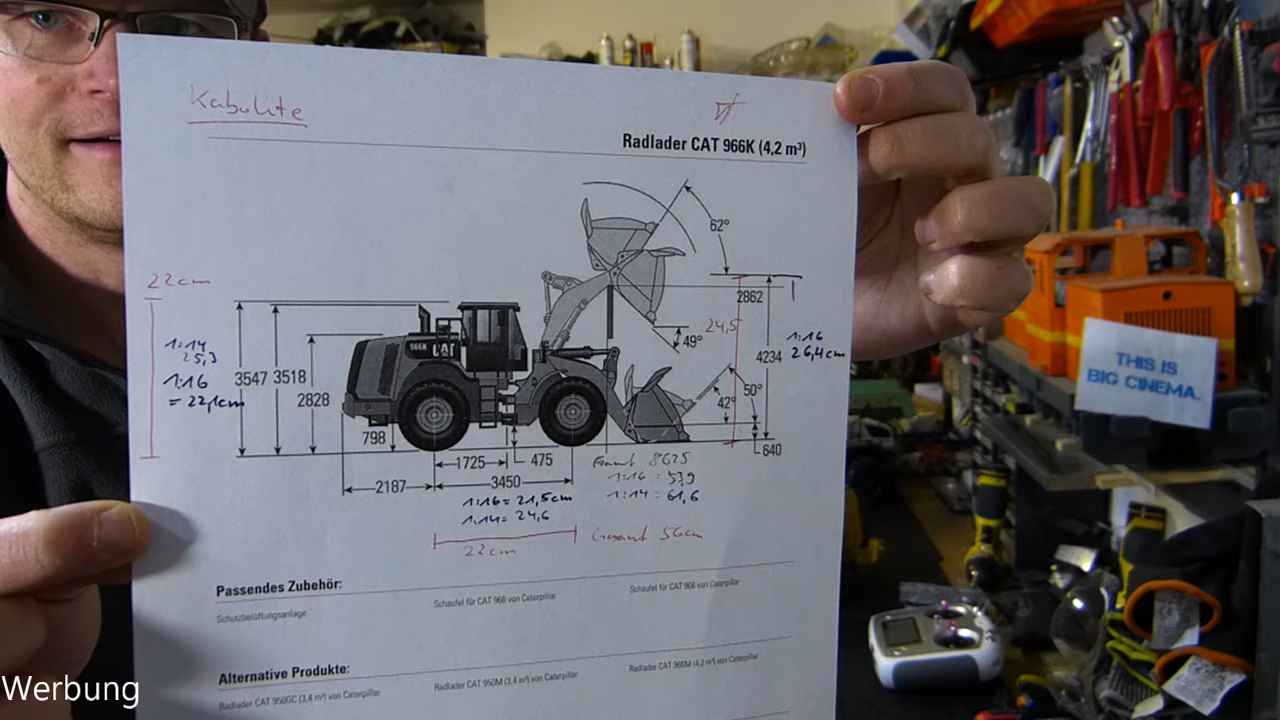 Kabolite
Radlader CAT 966K (4,2 m³)
62°
22cm
2862
24,5
49°
1:14
25,3
1:16
= 22,1cm
3547
3518
2828
966K CAT
4234
1:16
26,4cm
50°
42°
798
640
1725
475
Gesamt 8625
1:16 = 53,9
1:14 = 61,6
2187
3450
1:16 = 21,5cm
1:14 = 24,6
22cm
Gesamt 56cm
Passendes Zubehör:
Schutzbelüftungsanlage
Schaufel für CAT 966 von Caterpillar
Schaufel für CAT 966 von Caterpillar
Alternative Produkte:
Radlader CAT 950GC (3,4 m³) von Caterpillar
Radlader CAT 950M (3,4 m³) von Caterpillar
Radlader CAT 966M (4,2 m³) von Caterpillar
THIS IS
BIG CINEMA.
Werbung